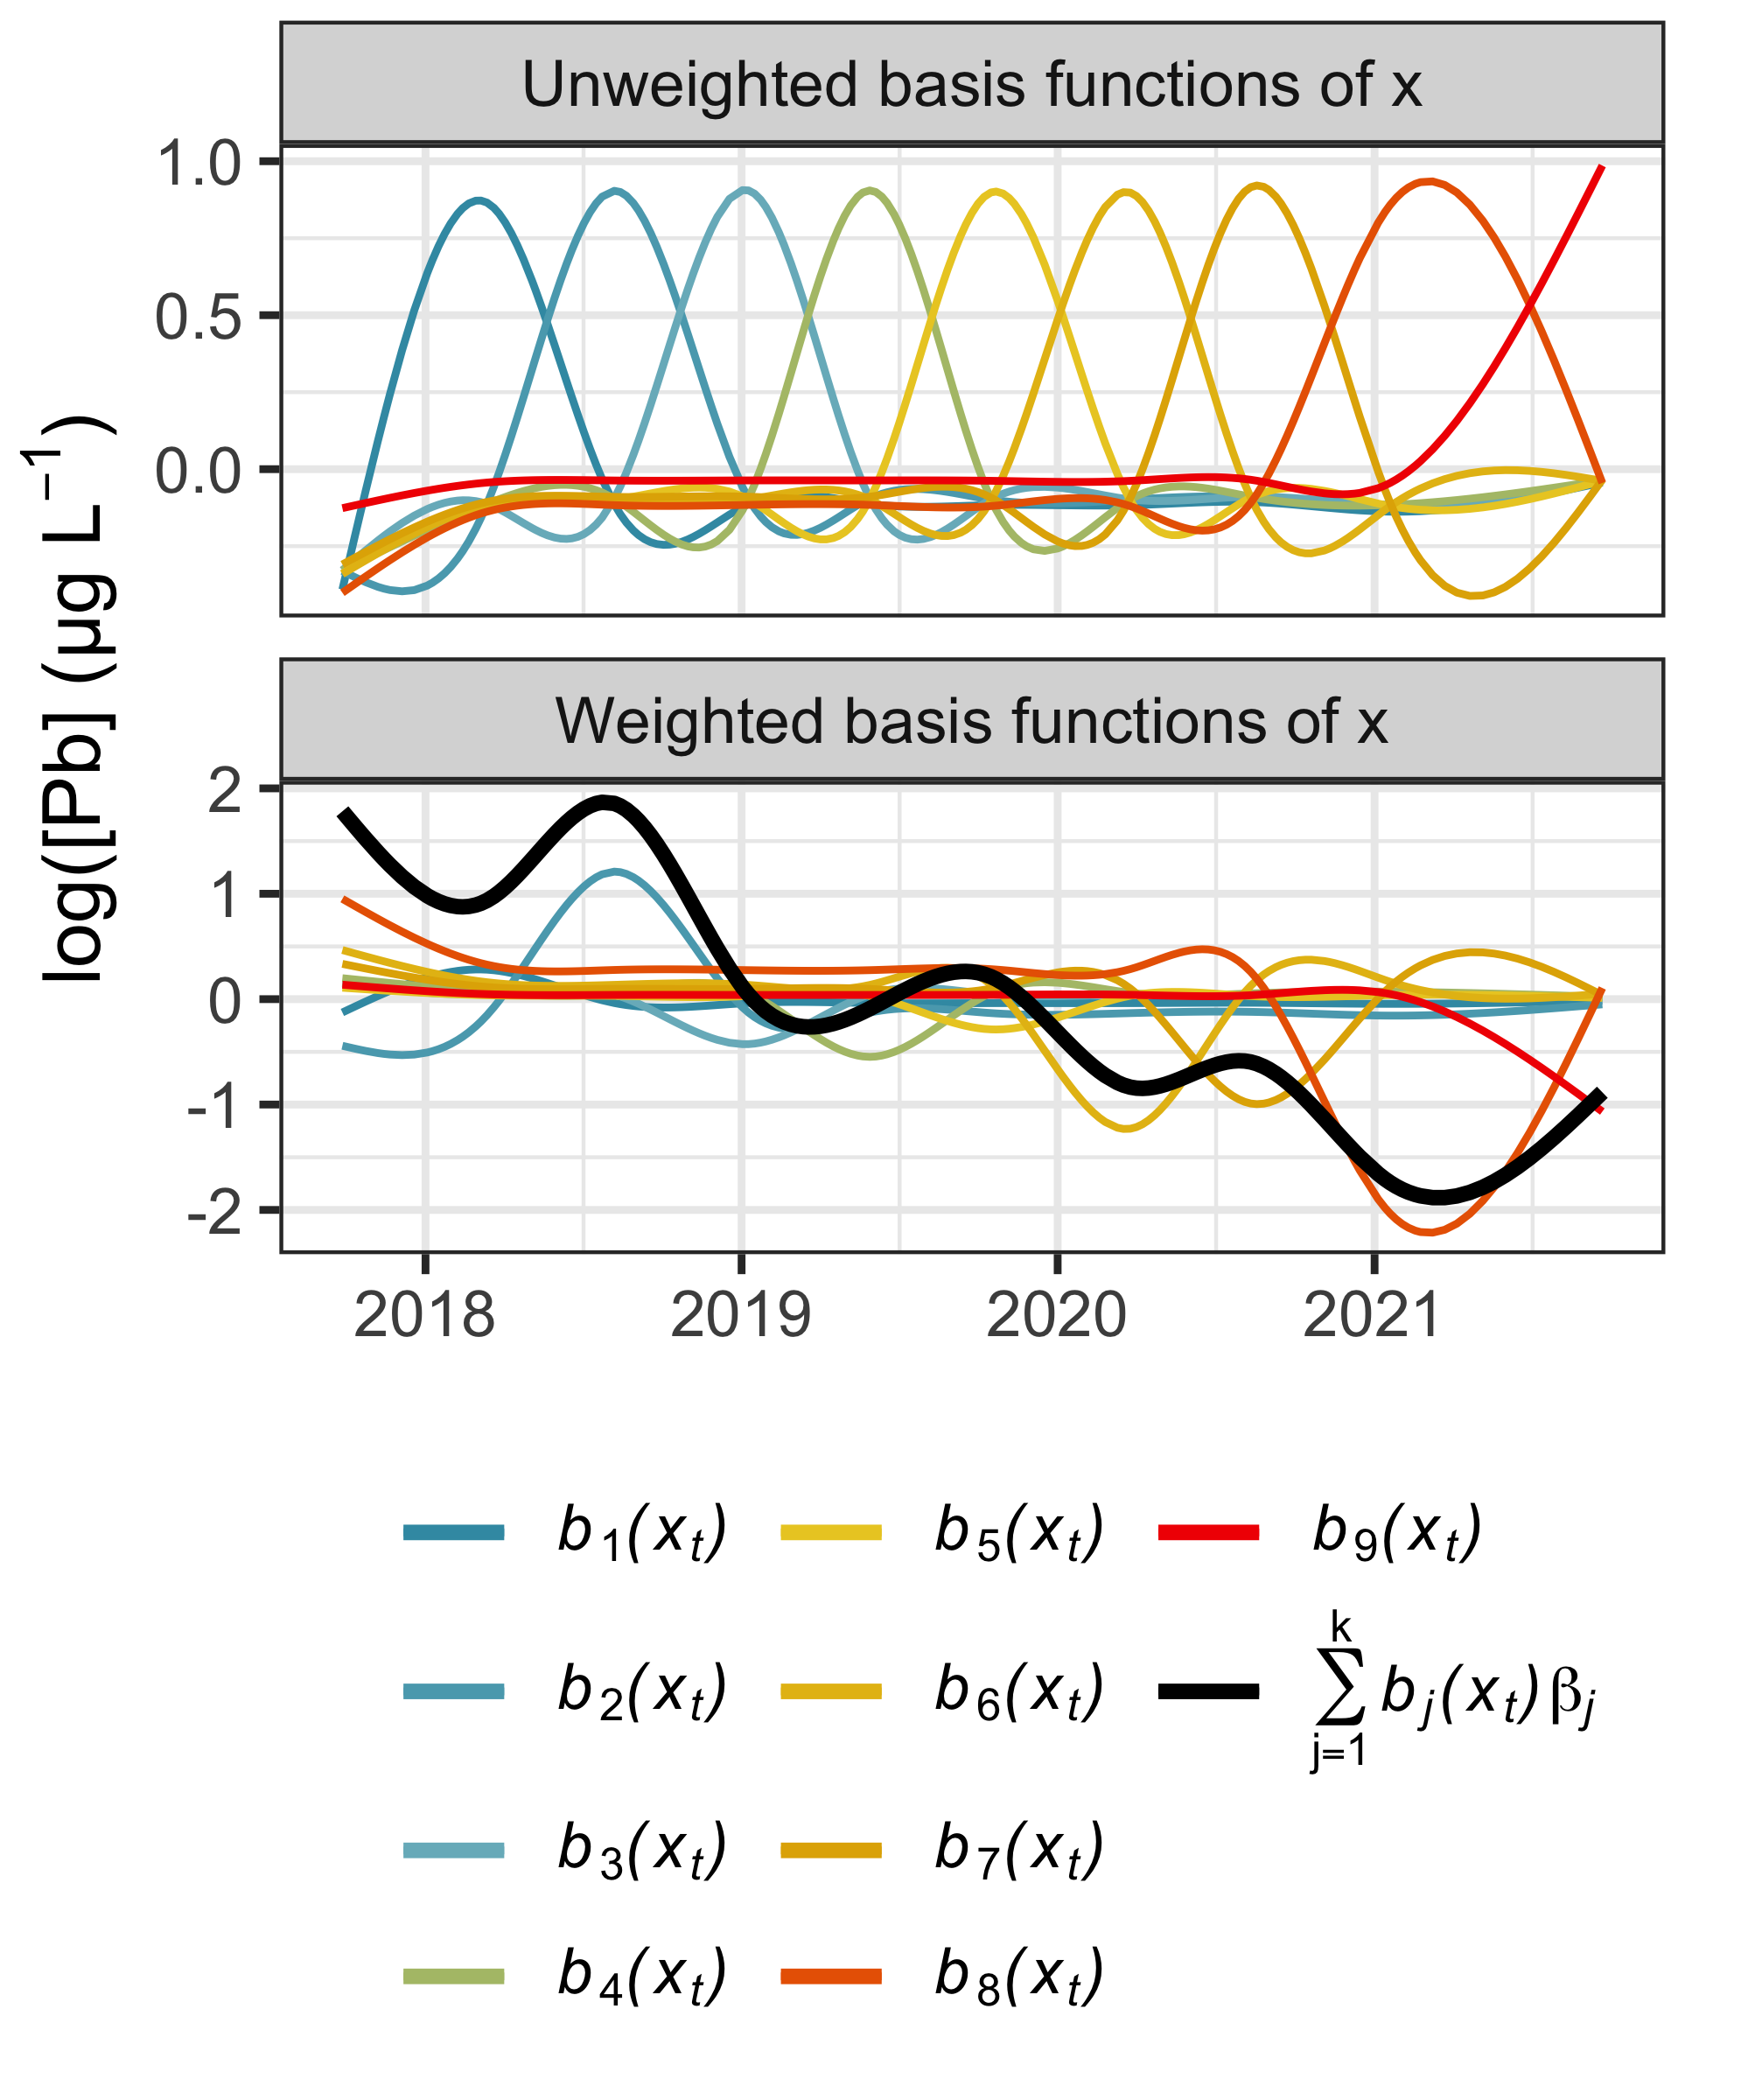 Unweighted basis functions of x
1.0
0.5
0.0
log([Pb] (µg L⁻¹)
Weighted basis functions of x
2
1
0
-1
-2
2018 2019 2020 2021
b₁(xₜ) b₅(xₜ) b₉(xₜ)
k
b₂(xₜ) b₆(xₜ) ∑ bⱼ(xₜ)βⱼ
j=1
b₃(xₜ) b₇(xₜ)
b₄(xₜ) b₈(xₜ)